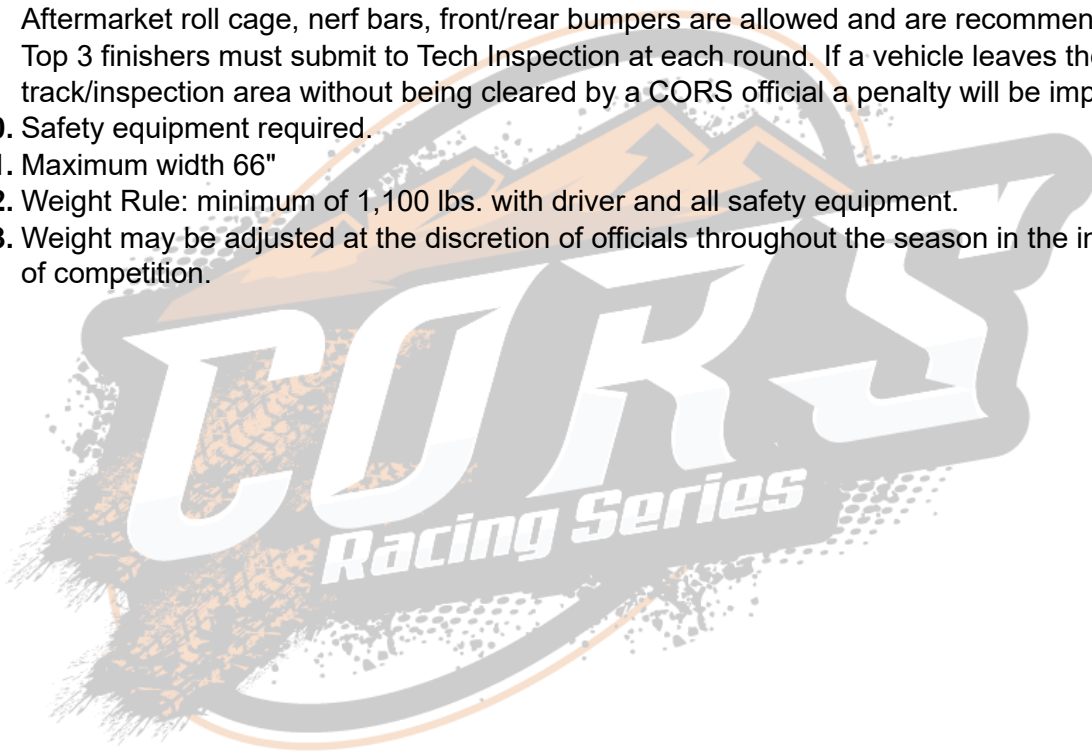 Aftermarket roll cage, nerf bars, front/rear bumpers are allowed and are
Top 3 finishers must submit to Tech Inspection at each round. If a vehicle leaves
track/inspection area without being cleared by a CORS official a penalty will be
. Safety equipment required.
. Maximum width 66"
. Weight Rule: minimum of 1,100 lbs. with driver and all safety equipment.
. Weight may be adjusted at the discretion of officials throughout the season in the
of competition.
CORS
Racing Series